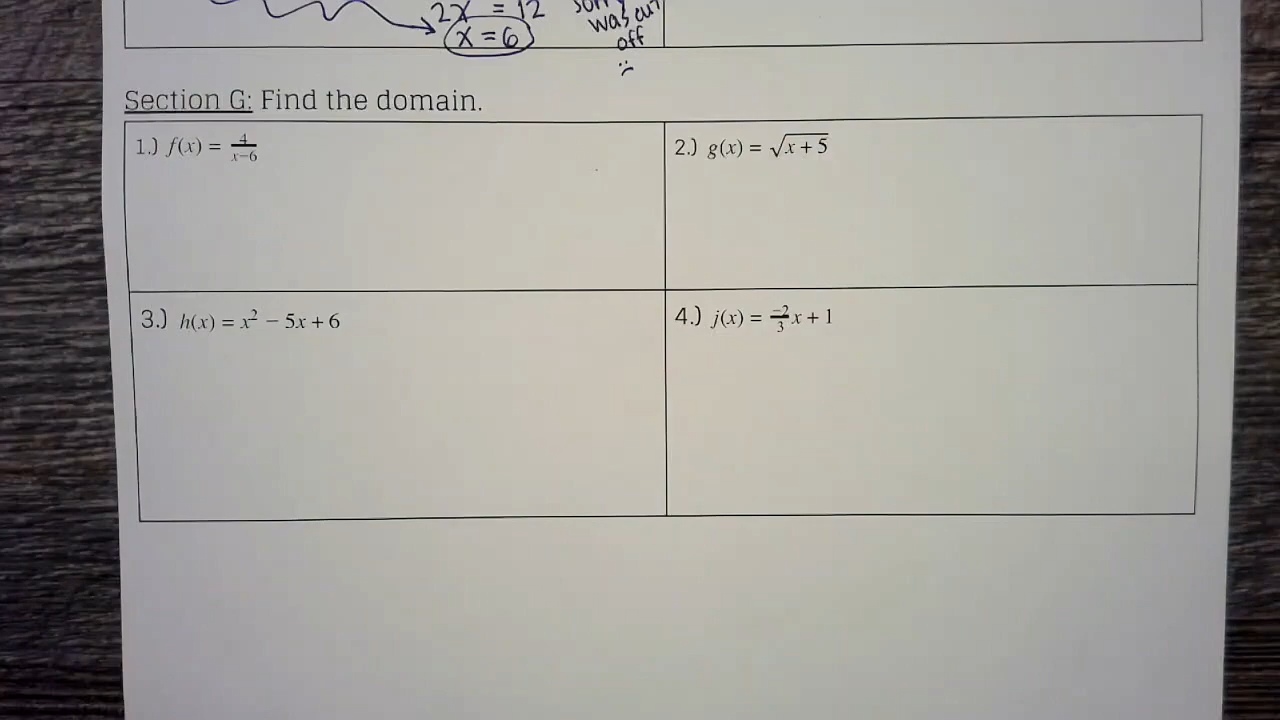 2x = 12
x = 6
was cut
off
Section G: Find the domain.
1.) f(x) = 4/(x−6)
2.) g(x) = √(x + 5)
3.) h(x) = x² − 5x + 6
4.) j(x) = −2/3 x + 1